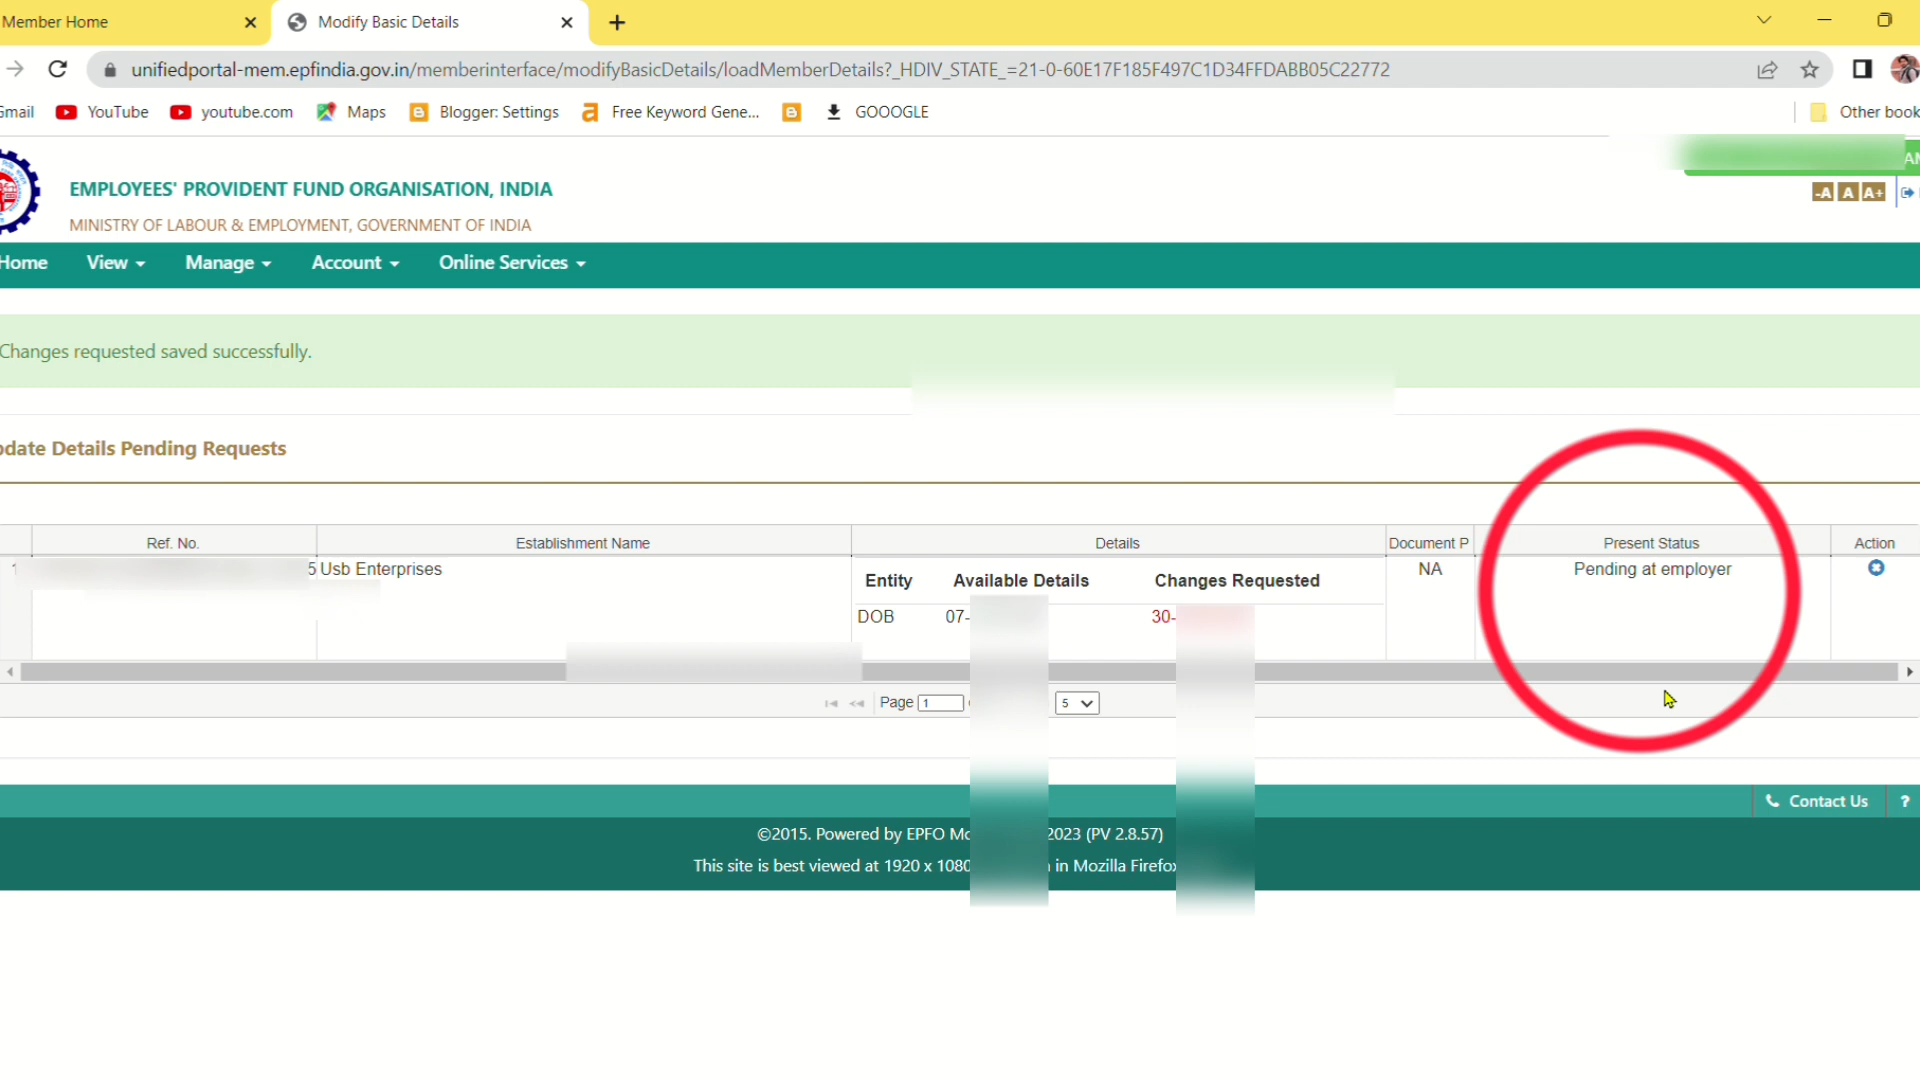 Member Home
Modify Basic Details
unifiedportal-mem.epfindia.gov.in/memberinterface/modifyBasicDetails/loadMemberDetails?_HDIV_STATE_=21-0-60E17F185F497C1D34FFDABB05C22772
Gmail YouTube youtube.com Maps Blogger: Settings Free Keyword Gene... GOOOGLE Other book
EMPLOYEES' PROVIDENT FUND ORGANISATION, INDIA
-A A A+
MINISTRY OF LABOUR & EMPLOYMENT, GOVERNMENT OF INDIA
Home View Manage Account Online Services
Changes requested saved successfully.
pdate Details Pending Requests
Ref. No. Establishment Name Details Document P Present Status Action
1 5 Usb Enterprises NA Pending at employer
Entity Available Details Changes Requested
DOB 07- 30-
Page 1 5
Contact Us ?
©2015. Powered by EPFO 2023 (PV 2.8.57)
This site is best viewed at 1920 x 1080 in Mozilla Firefox